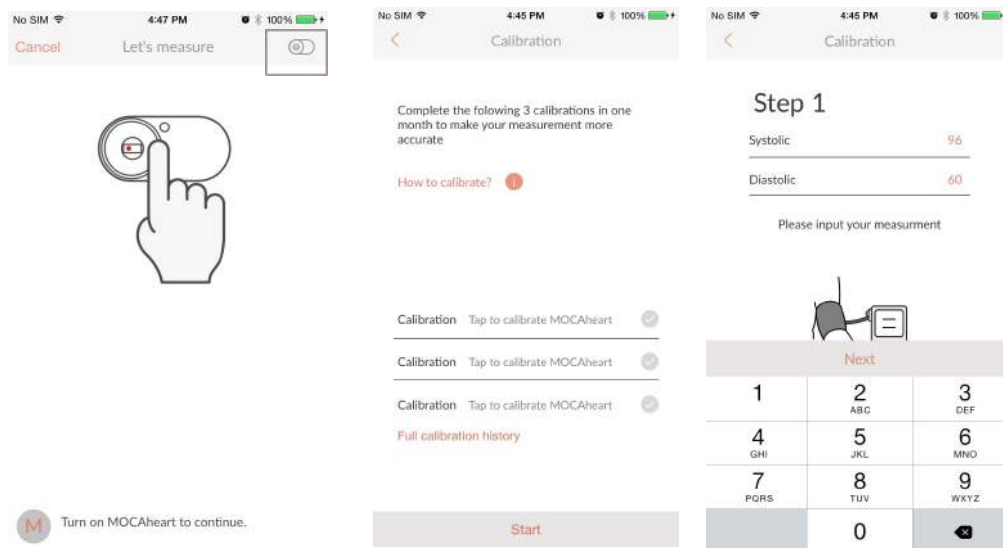 No SIM 4:47 PM 100%
Cancel Let's measure
M Turn on MOCAheart to continue.
No SIM 4:45 PM 100%
Calibration
Complete the folowing 3 calibrations in one
month to make your measurement more
accurate
How to calibrate? i
Calibration Tap to calibrate MOCAheart
Calibration Tap to calibrate MOCAheart
Calibration Tap to calibrate MOCAheart
Full calibration history
Start
No SIM 4:45 PM 100%
Calibration
Step 1
Systolic 96
Diastolic 60
Please input your measurment
Next
1 2 3
ABC DEF
4 5 6
GHI JKL MNO
7 8 9
PQRS TUV WXYZ
0